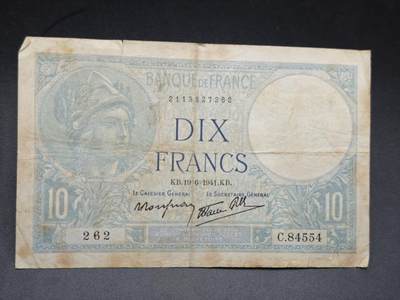 BANQUE DE FRANCE
2113827262
DIX
FRANCS
KB.19=6=1941.KB.
LE CAISSIER GÉNÉRAL LE SECRÉTAIRE GÉNÉRAL
10 10
262 C.84554